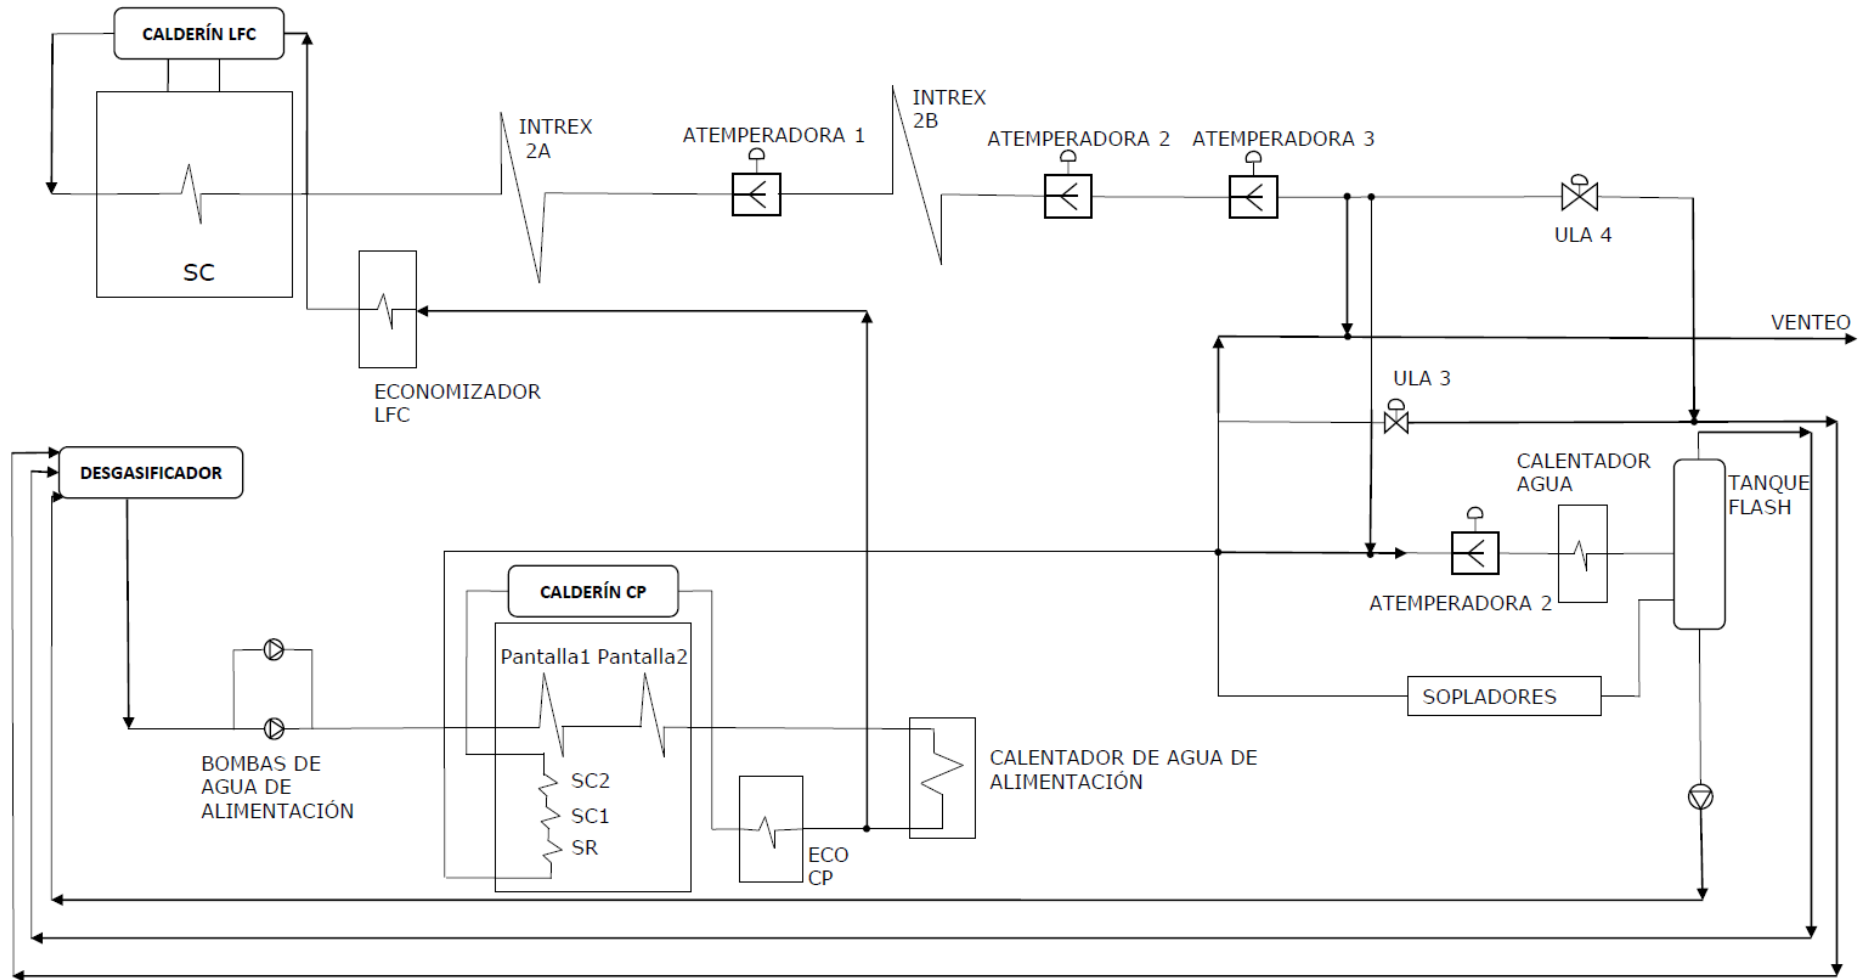 CALDERÍN LFC
SC
INTREX
2A
ATEMPERADORA 1
INTREX
2B
ATEMPERADORA 2
ATEMPERADORA 3
ULA 4
VENTEO
ECONOMIZADOR
LFC
ULA 3
DESGASIFICADOR
CALENTADOR
AGUA
TANQUE
FLASH
ATEMPERADORA 2
CALDERÍN CP
Pantalla1 Pantalla2
SOPLADORES
BOMBAS DE
AGUA DE
ALIMENTACIÓN
SC2
SC1
SR
CALENTADOR DE AGUA DE
ALIMENTACIÓN
ECO
CP